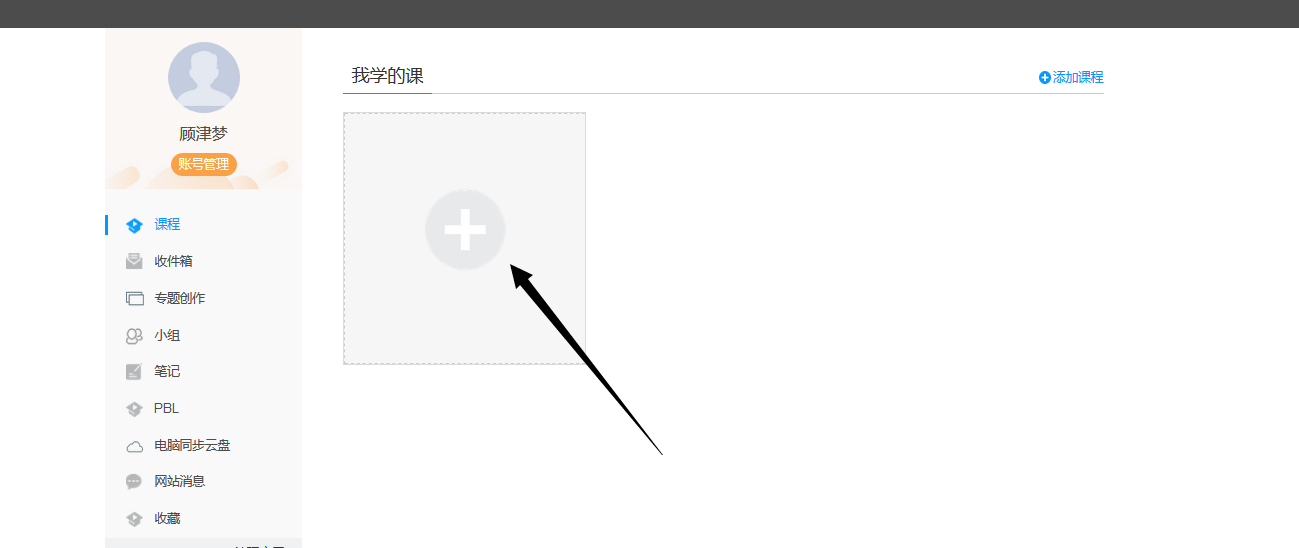 顾津梦
账号管理
课程
收件箱
专题创作
小组
笔记
PBL
电脑同步云盘
网站消息
收藏
我学的课
添加课程